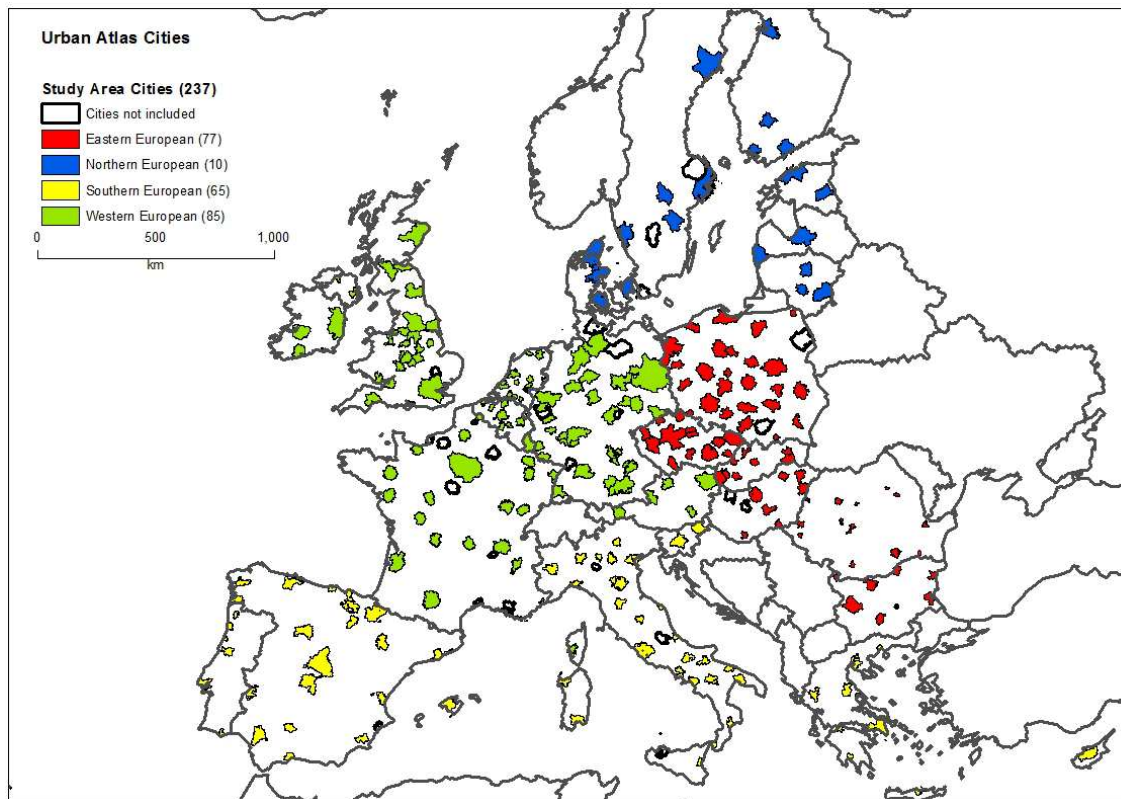 Urban Atlas Cities
Study Area Cities (237)
Cities not included
Eastern European (77)
Northern European (10)
Southern European (65)
Western European (85)
0 500 1,000
km